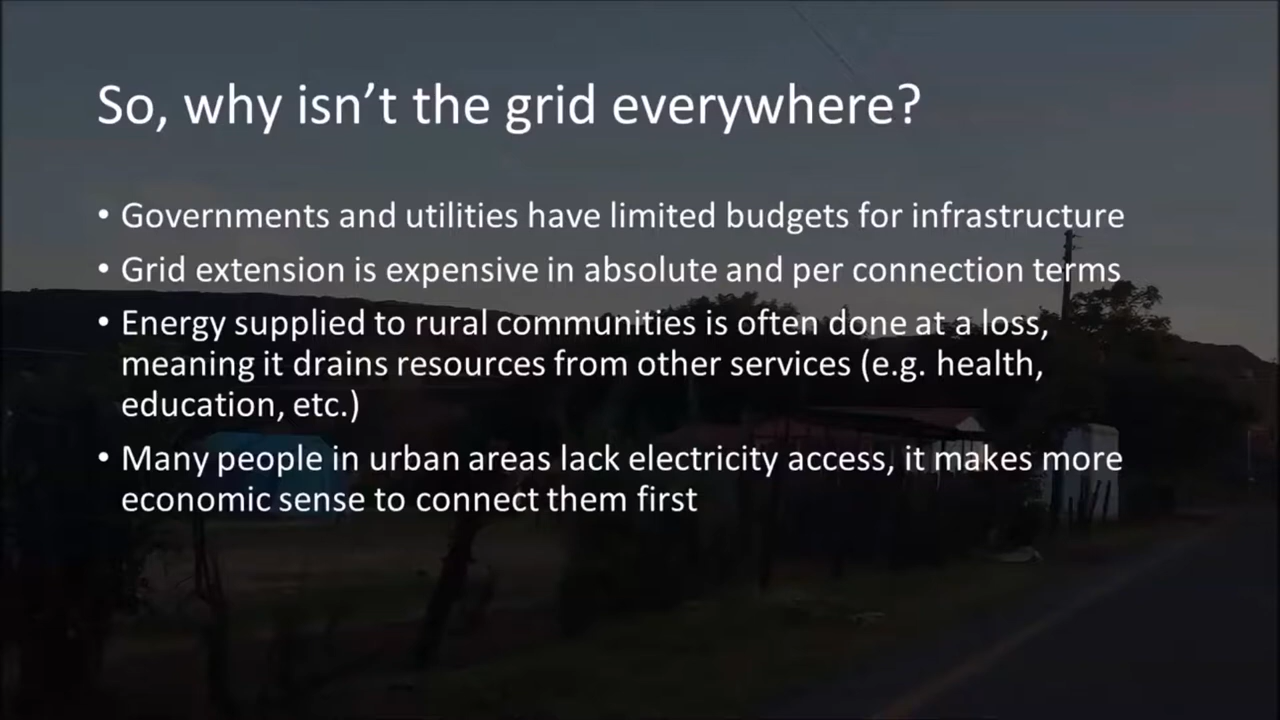 So, why isn’t the grid everywhere?
• Governments and utilities have limited budgets for infrastructure
• Grid extension is expensive in absolute and per connection terms
• Energy supplied to rural communities is often done at a loss,
meaning it drains resources from other services (e.g. health,
education, etc.)
• Many people in urban areas lack electricity access, it makes more
economic sense to connect them first